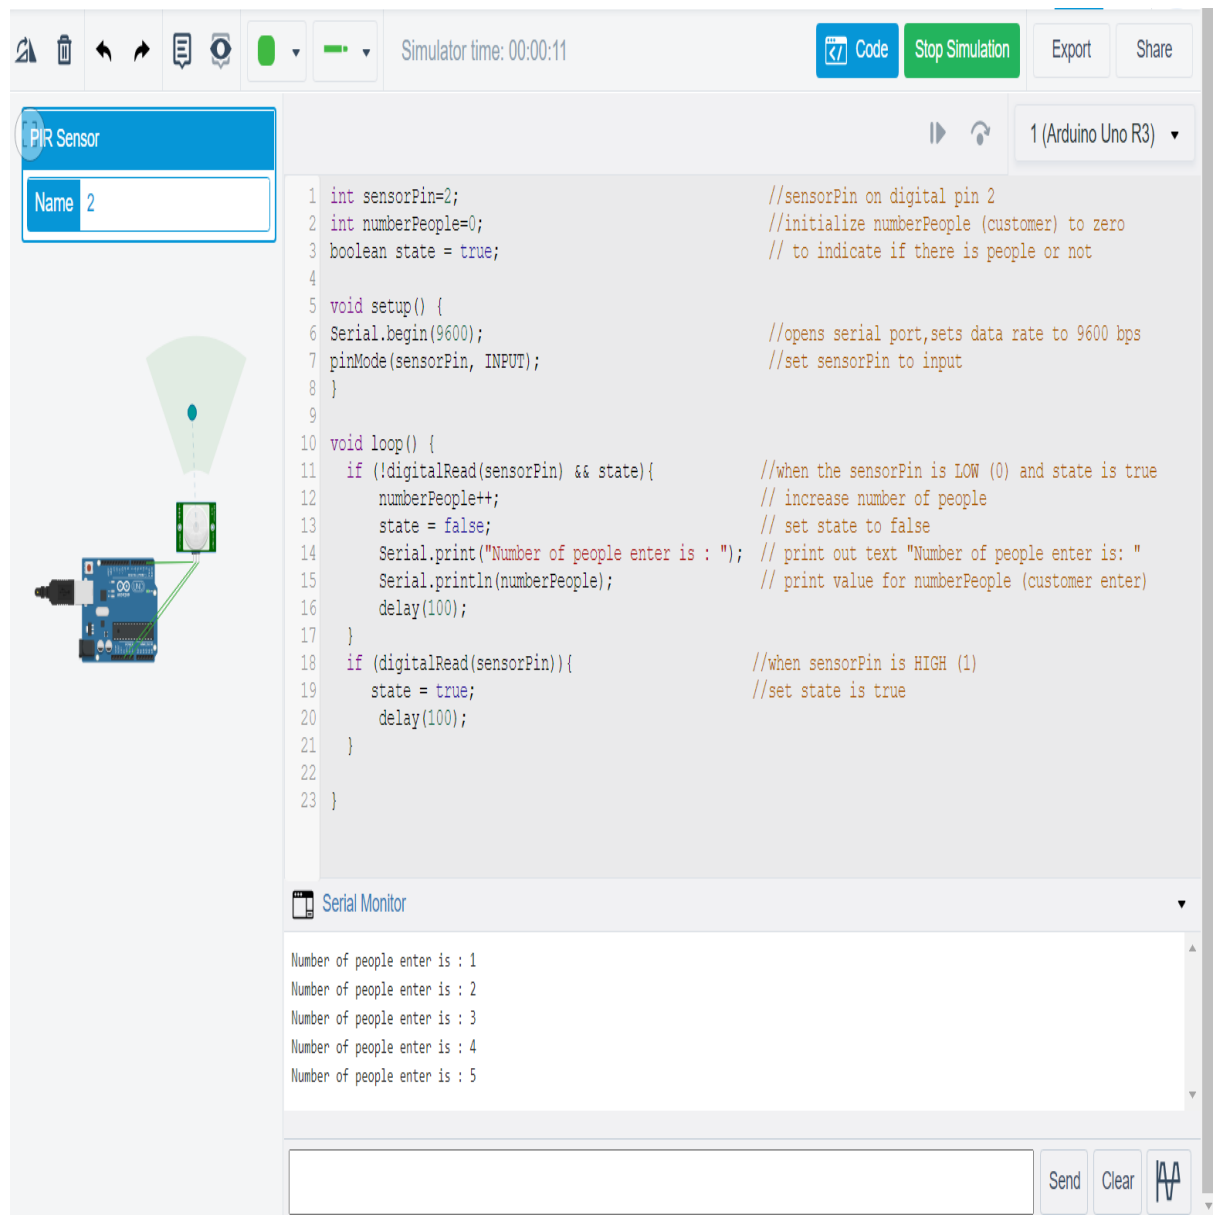 Simulator time: 00:00:11
Code
Stop Simulation
Export
Share
PIR Sensor
Name 2
1 (Arduino Uno R3)
1 int sensorPin=2; //sensorPin on digital pin 2
2 int numberPeople=0; //initialize numberPeople (customer) to zero
3 boolean state = true; // to indicate if there is people or not
4
5 void setup() {
6 Serial.begin(9600); //opens serial port,sets data rate to 9600 bps
7 pinMode(sensorPin, INPUT); //set sensorPin to input
8 }
9
10 void loop() {
11 if (!digitalRead(sensorPin) && state){ //when the sensorPin is LOW (0) and state is true
12 numberPeople++; // increase number of people
13 state = false; // set state to false
14 Serial.print("Number of people enter is : "); // print out text "Number of people enter is: "
15 Serial.println(numberPeople); // print value for numberPeople (customer enter)
16 delay(100);
17 }
18 if (digitalRead(sensorPin)){ //when sensorPin is HIGH (1)
19 state = true; //set state is true
20 delay(100);
21 }
22
23 }
Serial Monitor
Number of people enter is : 1
Number of people enter is : 2
Number of people enter is : 3
Number of people enter is : 4
Number of people enter is : 5
Send
Clear